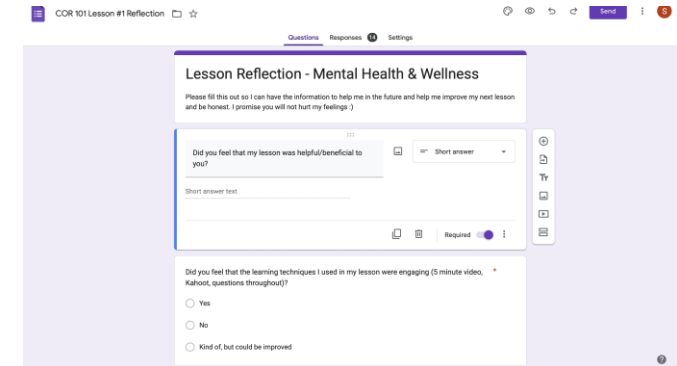 COR 101 Lesson #1 Reflection
Send
S
Questions Responses 14 Settings
Lesson Reflection - Mental Health & Wellness
Please fill this out so I can have the information to help me in the future and help me improve my next lesson
and be honest. I promise you will not hurt my feelings :)
Did you feel that my lesson was helpful/beneficial to
you?
Short answer
Short answer text
Tт
Required
Did you feel that the learning techniques I used in my lesson were engaging (5 minute video, *
Kahoot, questions throughout)?
Yes
No
Kind of, but could be improved